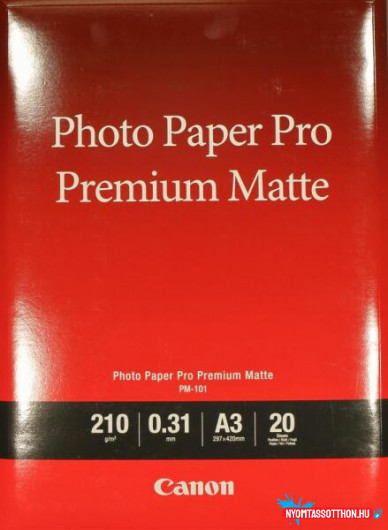 Photo Paper Pro
Premium Matte
Photo Paper Pro Premium Matte
PM-101
210 0.31 A3 20
g/m² mm 297×420mm Sheets
Canon
NYOMTASSOTTHON.HU